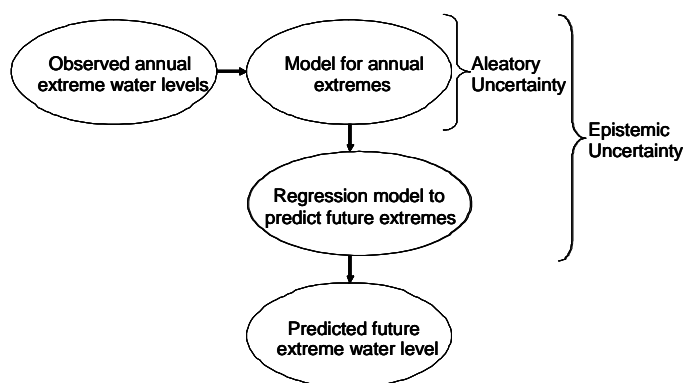 Observed annual
extreme water levels
Model for annual
extremes
Aleatory
Uncertainty
Epistemic
Uncertainty
Regression model to
predict future extremes
Predicted future
extreme water level